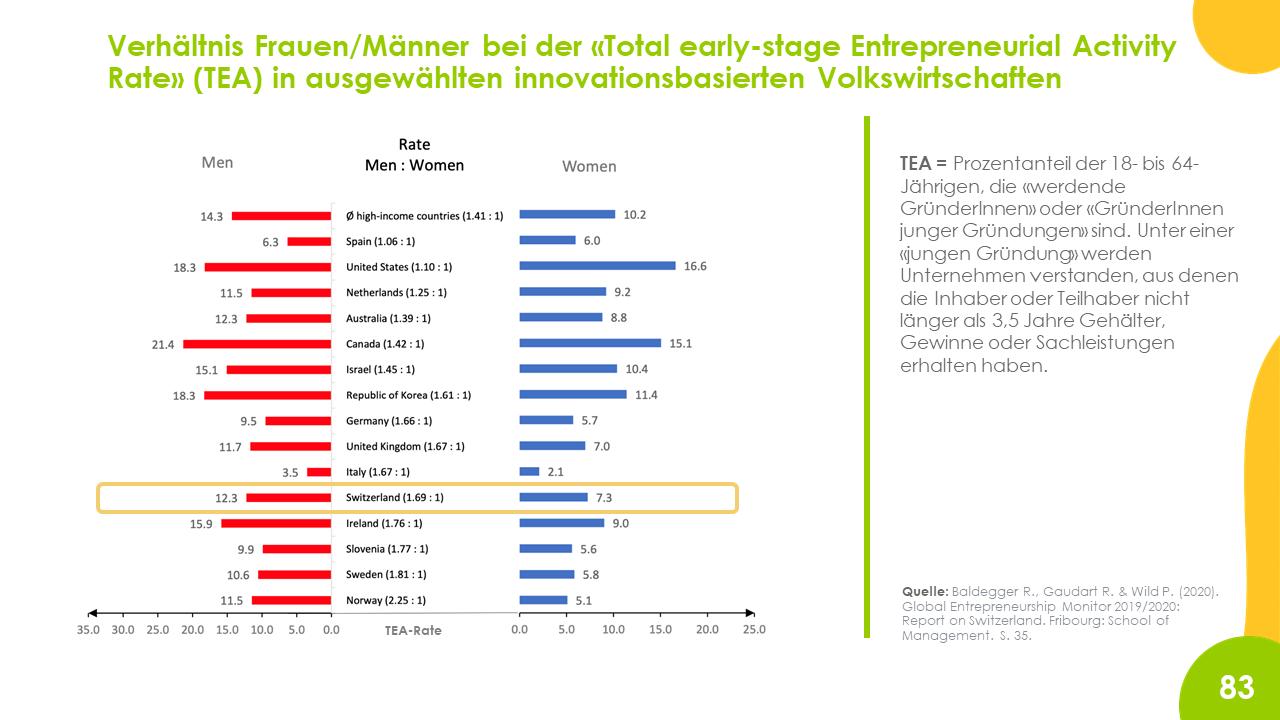 Verhältnis Frauen/Männer bei der «Total early-stage Entrepreneurial Activity
Rate» (TEA) in ausgewählten innovationsbasierten Volkswirtschaften
Men
Rate
Men : Women
Women
14.3 Ø high-income countries (1.41 : 1) 10.2
6.3 Spain (1.06 : 1) 6.0
18.3 United States (1.10 : 1) 16.6
11.5 Netherlands (1.25 : 1) 9.2
12.3 Australia (1.39 : 1) 8.8
21.4 Canada (1.42 : 1) 15.1
15.1 Israel (1.45 : 1) 10.4
18.3 Republic of Korea (1.61 : 1) 11.4
9.5 Germany (1.66 : 1) 5.7
11.7 United Kingdom (1.67 : 1) 7.0
3.5 Italy (1.67 : 1) 2.1
12.3 Switzerland (1.69 : 1) 7.3
15.9 Ireland (1.76 : 1) 9.0
9.9 Slovenia (1.77 : 1) 5.6
10.6 Sweden (1.81 : 1) 5.8
11.5 Norway (2.25 : 1) 5.1
35.0 30.0 25.0 20.0 15.0 10.0 5.0 0.0 TEA-Rate 0.0 5.0 10.0 15.0 20.0 25.0
TEA = Prozentanteil der 18- bis 64-
Jährigen, die «werdende
GründerInnen» oder «GründerInnen
junger Gründungen» sind. Unter einer
«jungen Gründung» werden
Unternehmen verstanden, aus denen
die Inhaber oder Teilhaber nicht
länger als 3,5 Jahre Gehälter,
Gewinne oder Sachleistungen
erhalten haben.
Quelle: Baldegger R., Gaudart R. & Wild P. (2020).
Global Entrepreneurship Monitor 2019/2020:
Report on Switzerland. Fribourg: School of
Management. S. 35.
83